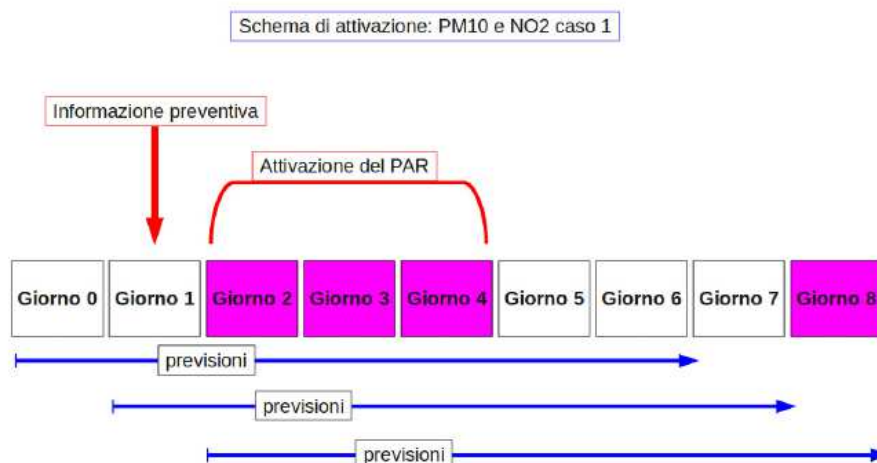 Schema di attivazione: PM10 e NO2 caso 1
Informazione preventiva
Attivazione del PAR
Giorno 0 Giorno 1 Giorno 2 Giorno 3 Giorno 4 Giorno 5 Giorno 6 Giorno 7 Giorno 8
previsioni
previsioni
previsioni